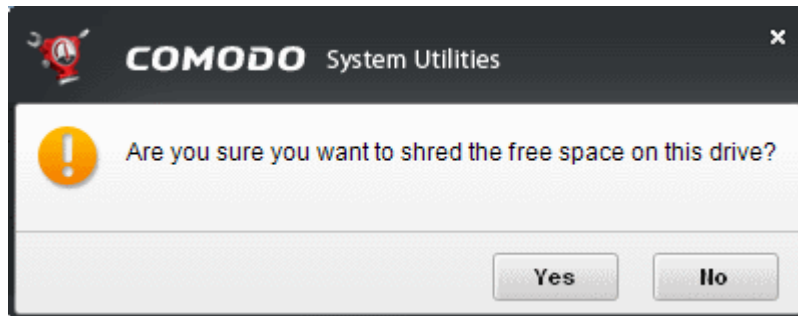 COMODO System Utilities
Are you sure you want to shred the free space on this drive?
Yes No